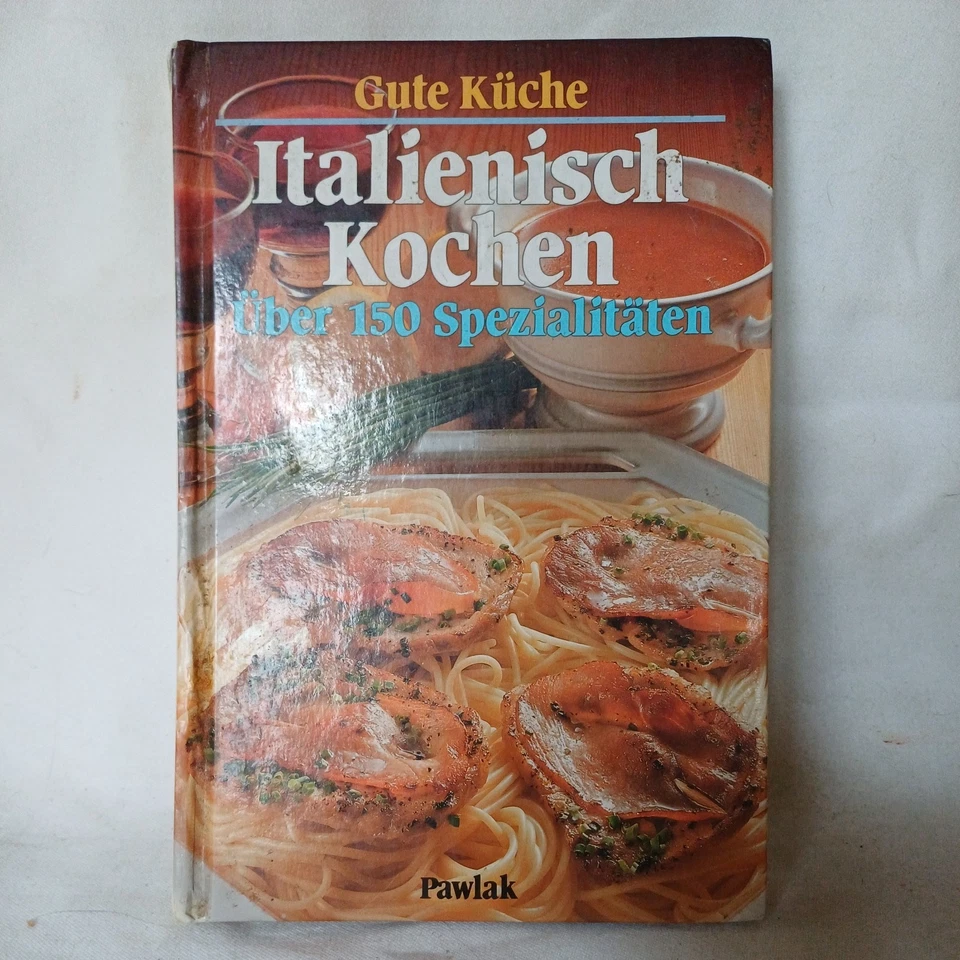 Gute Küche
Italienisch
Kochen
Über 150 Spezialitäten
Pawlak